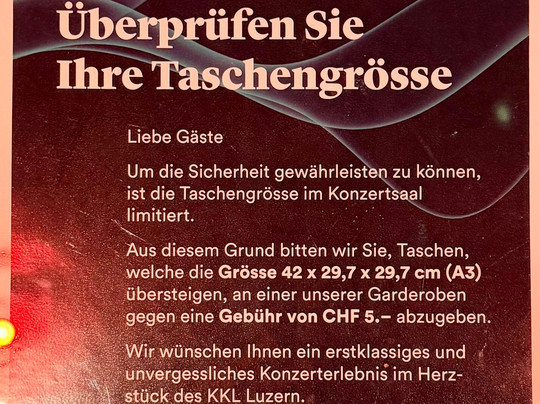 Überprüfen Sie
Ihre Taschengrösse
Liebe Gäste
Um die Sicherheit gewährleisten zu können,
ist die Taschengrösse im Konzertsaal
limitiert.
Aus diesem Grund bitten wir Sie, Taschen,
welche die Grösse 42 x 29,7 x 29,7 cm (A3)
übersteigen, an einer unserer Garderoben
gegen eine Gebühr von CHF 5.– abzugeben.
Wir wünschen Ihnen ein erstklassiges und
unvergessliches Konzerterlebnis im Herz-
stück des KKL Luzern.